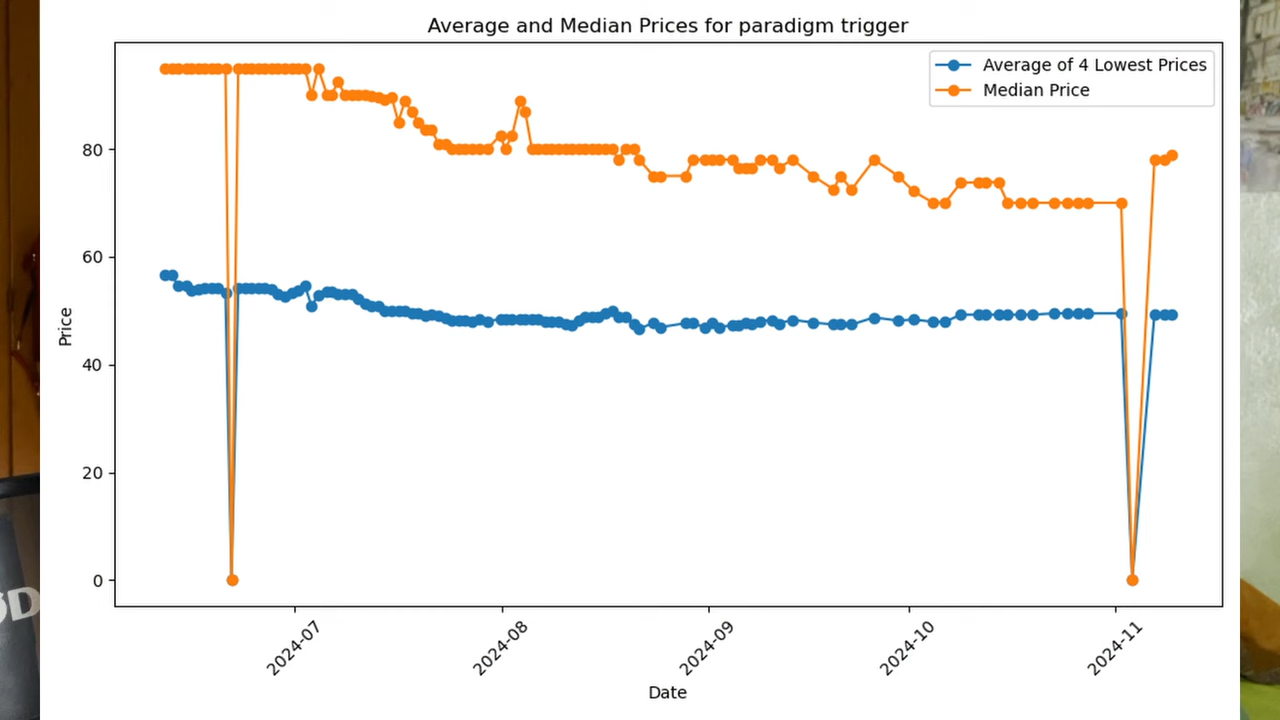 Average and Median Prices for paradigm trigger
Average of 4 Lowest Prices
Median Price
Price
80
60
40
20
0
2024-07
2024-08
2024-09
2024-10
2024-11
Date